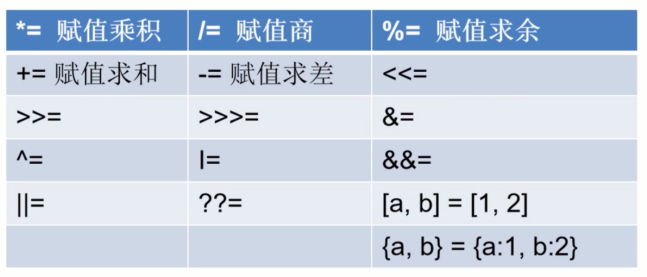 *= 赋值乘积 /= 赋值商 %= 赋值求余
+= 赋值求和 -= 赋值求差 <<=
>>= >>>= &=
^= |= &&=
||= ??= [a, b] = [1, 2]
{a, b} = {a:1, b:2}